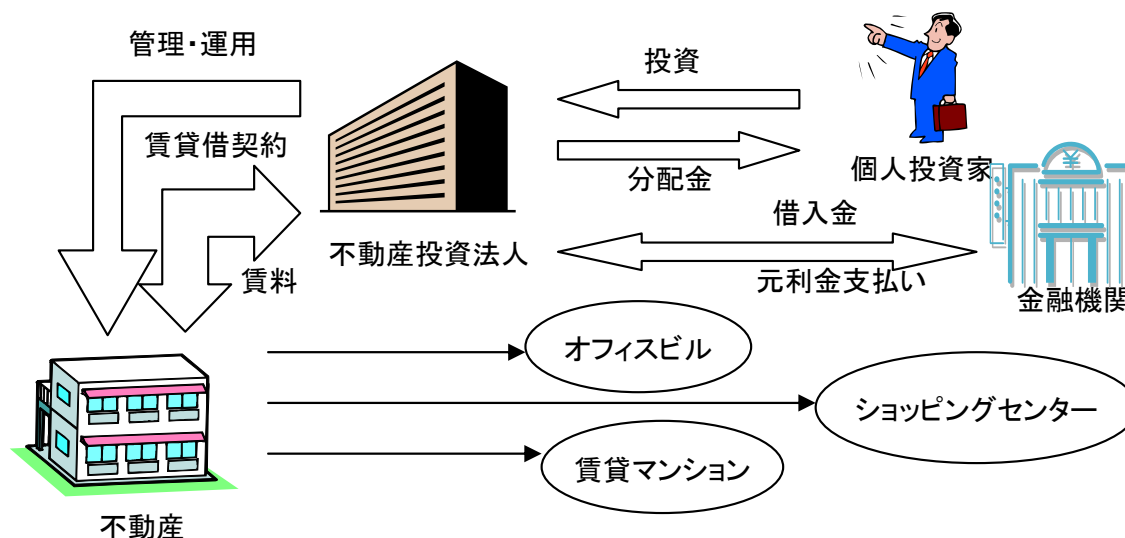 管理・運用
投資
賃貸借契約
分配金
個人投資家
¥
借入金
不動産投資法人
賃料
元利金支払い
金融機関
オフィスビル
ショッピングセンター
賃貸マンション
不動産